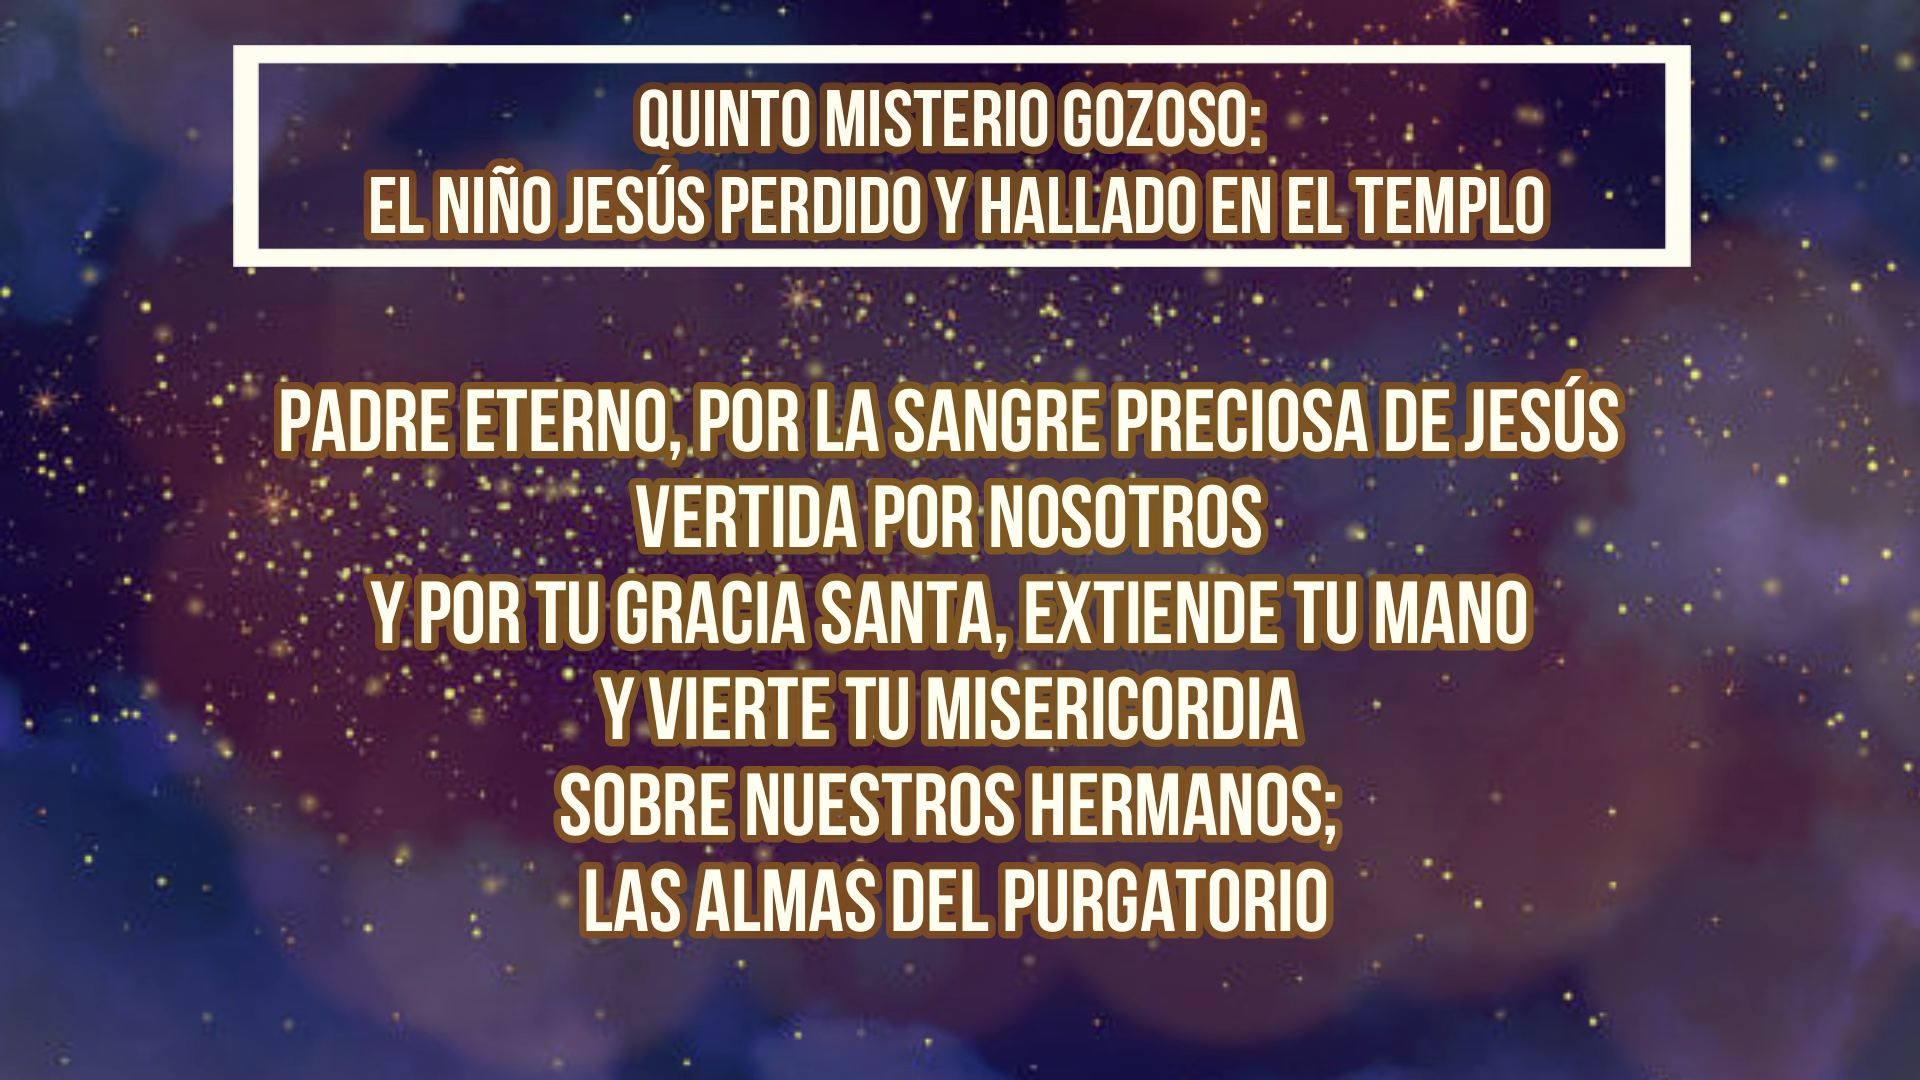 QUINTO MISTERIO GOZOSO:
EL NIÑO JESÚS PERDIDO Y HALLADO EN EL TEMPLO
PADRE ETERNO, POR LA SANGRE PRECIOSA DE JESÚS
VERTIDA POR NOSOTROS
Y POR TU GRACIA SANTA, EXTIENDE TU MANO
Y VIERTE TU MISERICORDIA
SOBRE NUESTROS HERMANOS;
LAS ALMAS DEL PURGATORIO